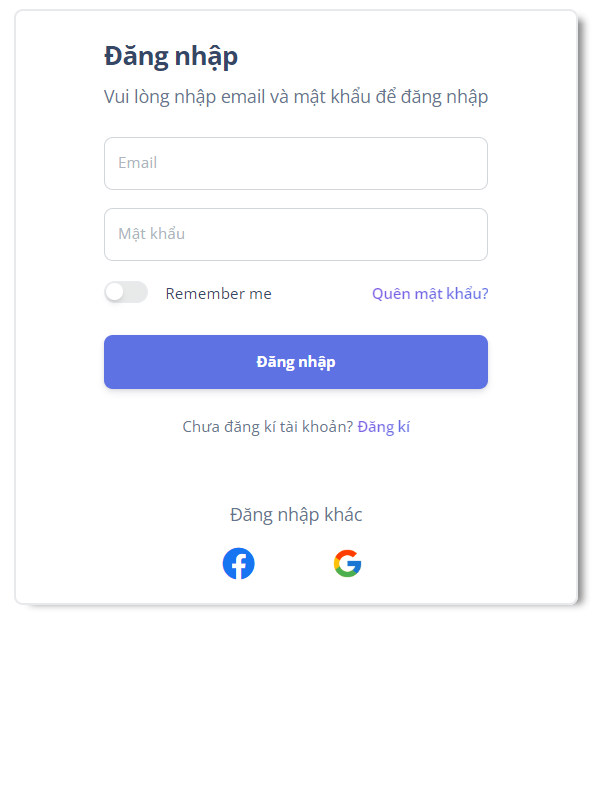 Đăng nhập
Vui lòng nhập email và mật khẩu để đăng nhập
Email
Mật khẩu
Remember me Quên mật khẩu?
Đăng nhập
Chưa đăng kí tài khoản? Đăng kí
Đăng nhập khác